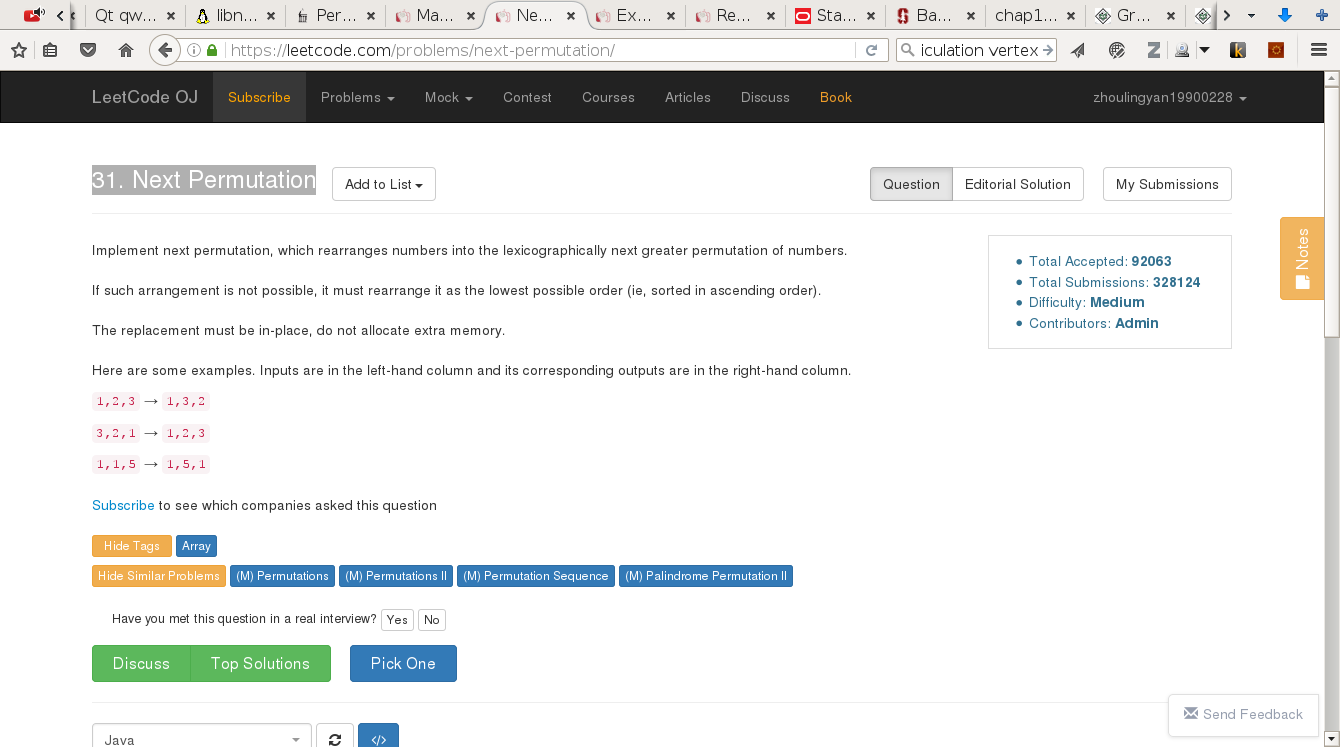 Qt qw... libn... Per... Ma... Ne... Ex... Re... Sta... Ba... chap1... Gr...
https://leetcode.com/problems/next-permutation/ iculation vertex
LeetCode OJ Subscribe Problems Mock Contest Courses Articles Discuss Book zhoulingyan19900228
31. Next Permutation Add to List Question Editorial Solution My Submissions
Implement next permutation, which rearranges numbers into the lexicographically next greater permutation of numbers.
If such arrangement is not possible, it must rearrange it as the lowest possible order (ie, sorted in ascending order).
The replacement must be in-place, do not allocate extra memory.
Here are some examples. Inputs are in the left-hand column and its corresponding outputs are in the right-hand column.
1,2,3 → 1,3,2
3,2,1 → 1,2,3
1,1,5 → 1,5,1
Total Accepted: 92063
Total Submissions: 328124
Difficulty: Medium
Contributors: Admin
Notes
Subscribe to see which companies asked this question
Hide Tags Array
Hide Similar Problems (M) Permutations (M) Permutations II (M) Permutation Sequence (M) Palindrome Permutation II
Have you met this question in a real interview? Yes No
Discuss Top Solutions Pick One
Send Feedback
Java </>